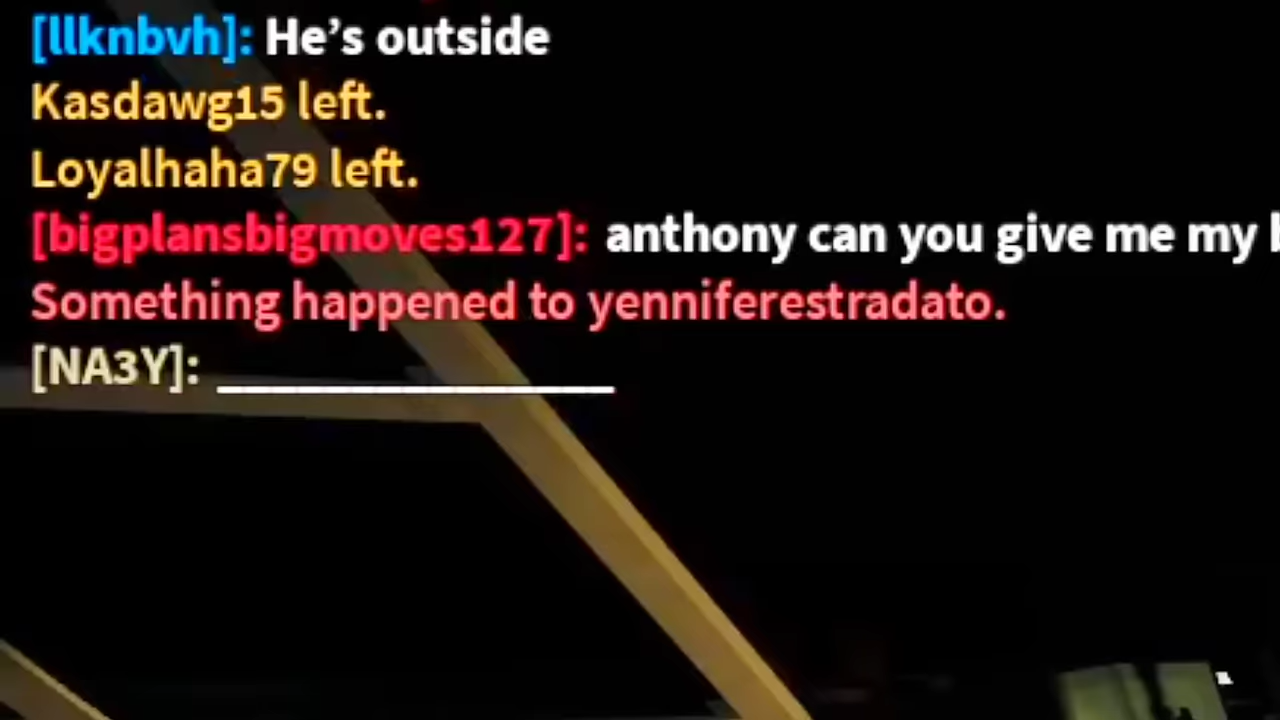 [llknbvh]: He’s outside
Kasdawg15 left.
Loyalhaha79 left.
[bigplansbigmoves127]: anthony can you give me my
Something happened to yenniferestradato.
[NA3Y]: _______________